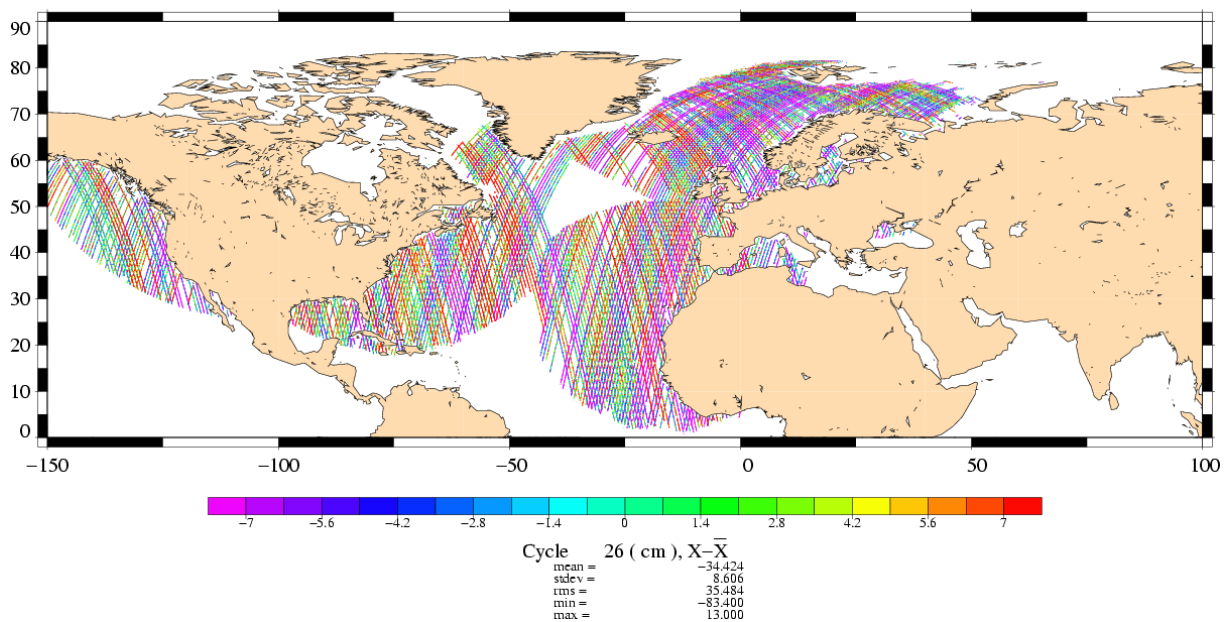 90
80
70
60
50
40
30
20
10
0
−150 −100 −50 0 50 100
−7 −5.6 −4.2 −2.8 −1.4 0 1.4 2.8 4.2 5.6 7
Cycle 26 ( cm ), X−X̅
mean = −34.424
stdev = 8.606
rms = 35.484
min = −83.400
max = 13.000